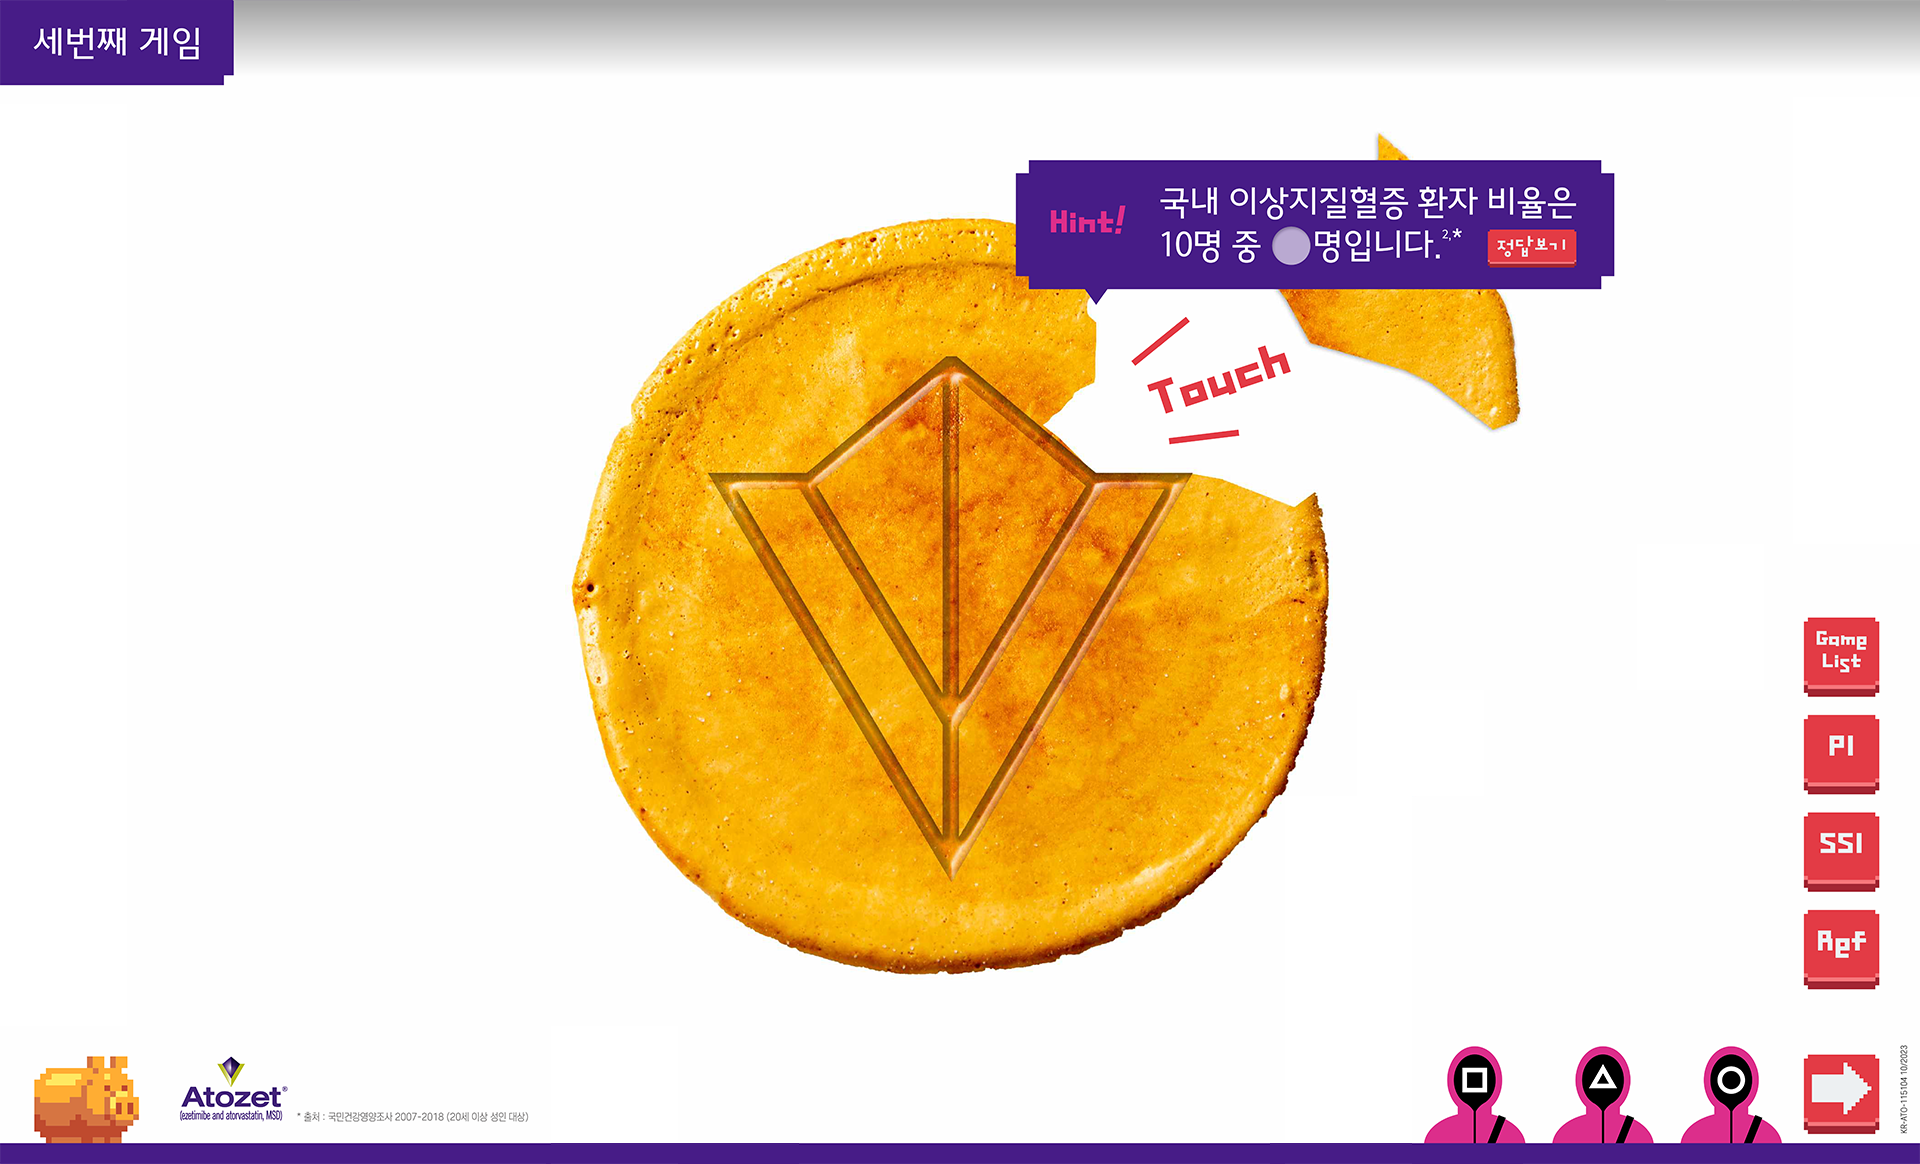 세번째 게임
Hint!
국내 이상지질혈증 환자 비율은
10명 중 명입니다.2,*
정답보기
Touch
Game
List
PI
SSI
Ref
Atozet®
(ezetimibe and atorvastatin, MSD)
* 출처 : 국민건강영양조사 2007-2018 (20세 이상 성인 대상)
KR-ATO-115104 10/2023